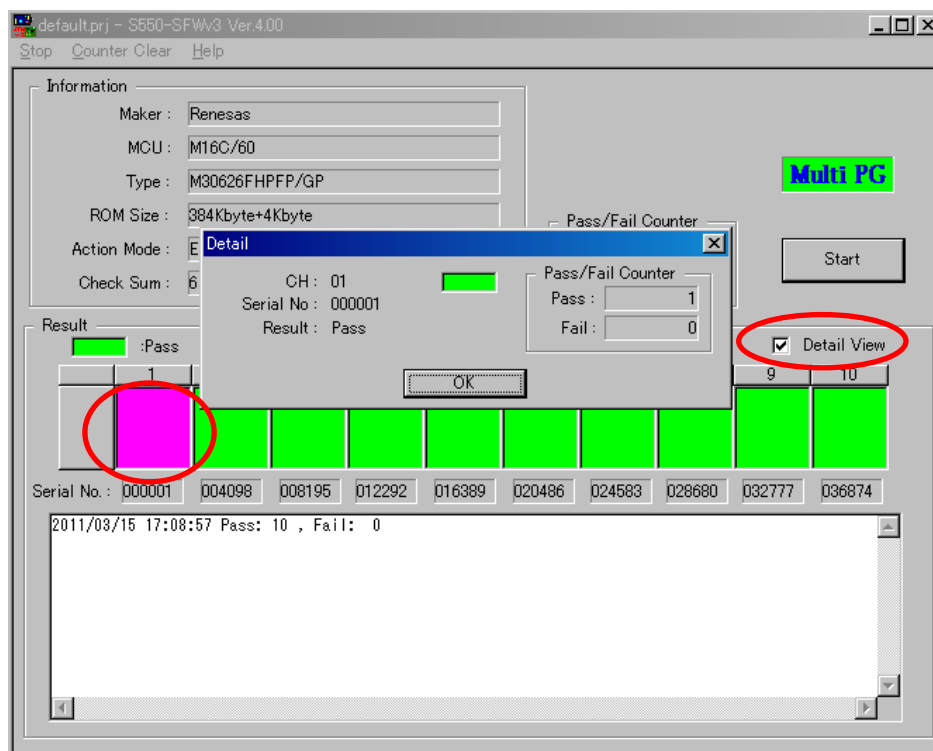 default.prj - S550-SFWv3 Ver.4.00
Stop Counter Clear Help
Information
Maker : Renesas
MCU : M16C/60
Type : M30626FHPFP/GP
ROM Size : 384Kbyte+4Kbyte
Action Mode : E
Check Sum : 6
Multi PG
Pass/Fail Counter
Start
Detail
CH : 01
Serial No : 000001
Result : Pass
Pass/Fail Counter
Pass : 1
Fail : 0
OK
Result
:Pass
Detail View
1 9 10
Serial No. : 000001 004098 008195 012292 016389 020486 024583 028680 032777 036874
2011/03/15 17:08:57 Pass: 10 , Fail: 0